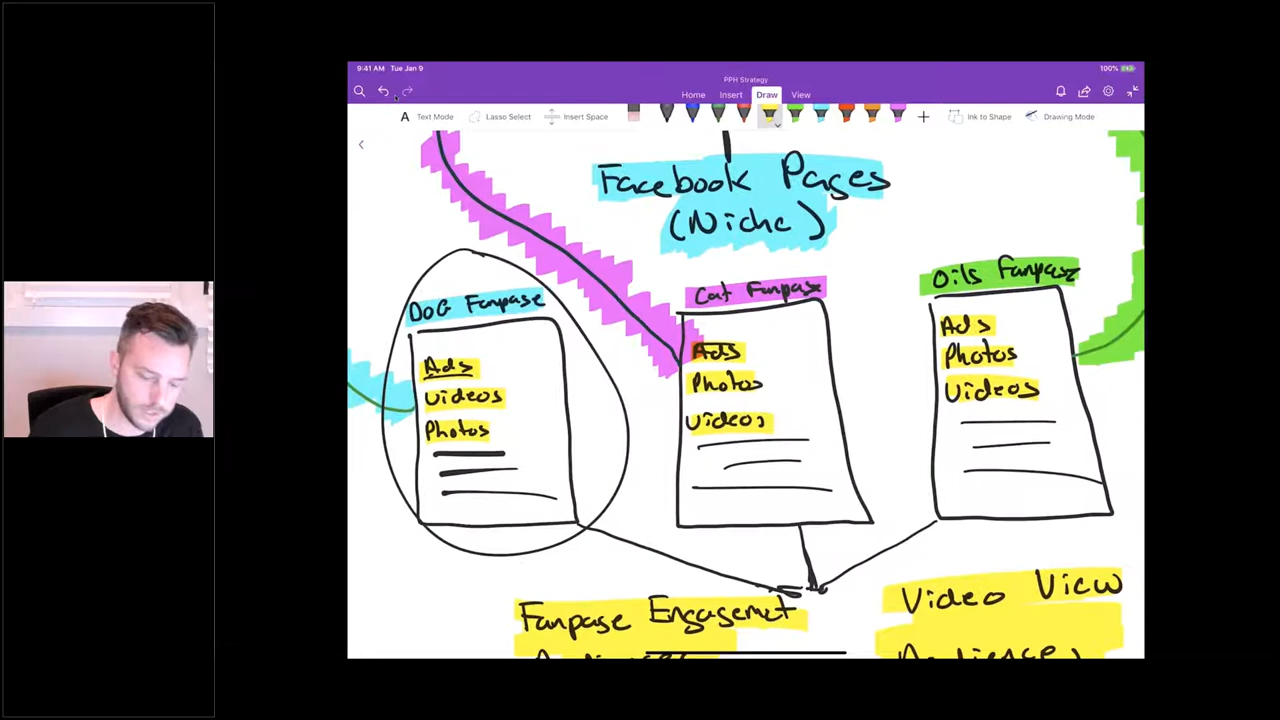 9:41 AM Tue Jan 9
100%
PPH Strategy
Home Insert Draw View
A Text Mode Lasso Select Insert Space Ink to Shape Drawing Mode
Facebook Pages
(Niche)
DoG Fanpage
Ads
Videos
Photos
Cat Fanpage
Ads
Photos
Videos
Oils Fanpage
Ads
Photos
Videos
Fanpage Engagemet
Video View